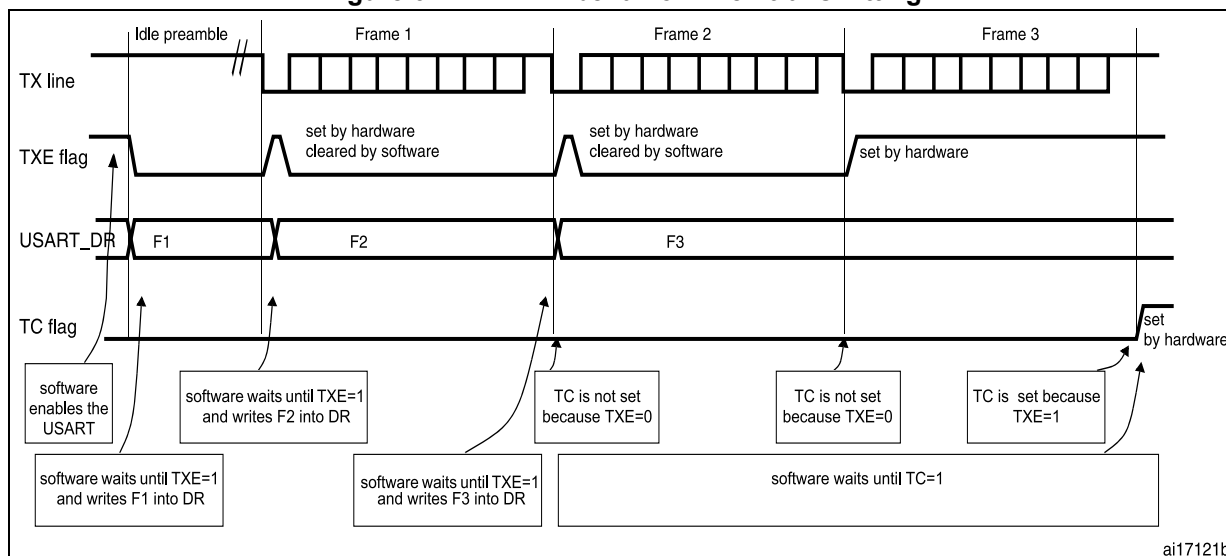 Idle preamble
Frame 1
Frame 2
Frame 3
TX line
TXE flag
set by hardware
cleared by software
set by hardware
cleared by software
set by hardware
USART_DR
F1
F2
F3
TC flag
set
by hardware
software
enables the
USART
software waits until TXE=1
and writes F2 into DR
TC is not set
because TXE=0
TC is not set
because TXE=0
TC is set because
TXE=1
software waits until TXE=1
and writes F1 into DR
software waits until TXE=1
and writes F3 into DR
software waits until TC=1
ai17121b